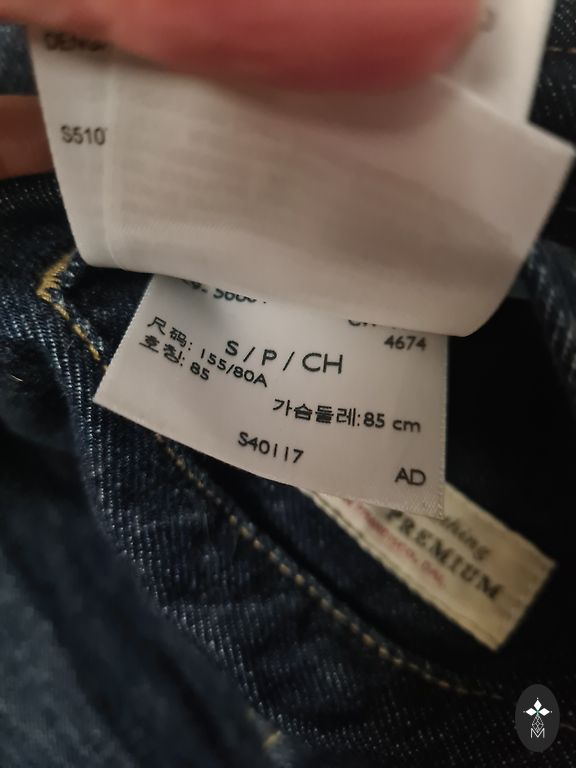 S510
4674
尺码: 155/80A
S / P / CH
호칭: 85
가슴둘레: 85 cm
S40117
AD
PREMIUM
M